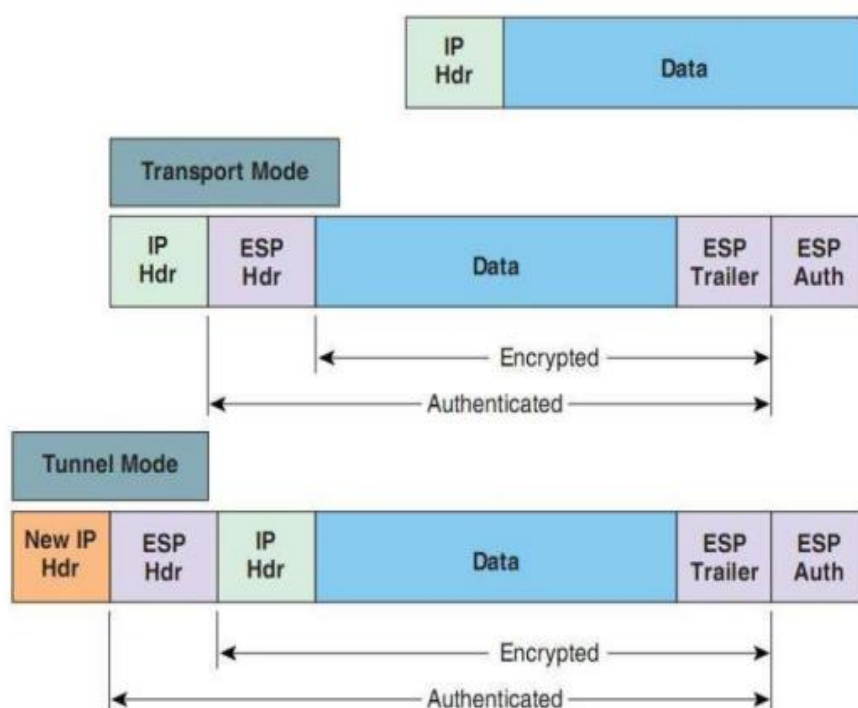 IP
Hdr
Data
Transport Mode
IP
Hdr
ESP
Hdr
Data
ESP
Trailer
ESP
Auth
Encrypted
Authenticated
Tunnel Mode
New IP
Hdr
ESP
Hdr
IP
Hdr
Data
ESP
Trailer
ESP
Auth
Encrypted
Authenticated